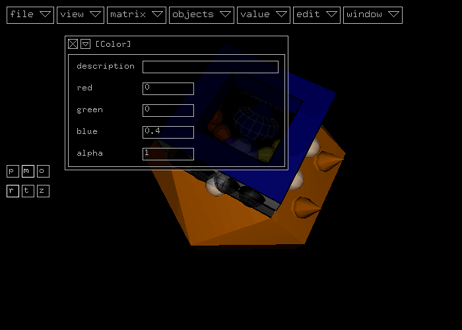 file view matrix objects value edit window
[Color]
description
red 0
green 0
blue 0.4
alpha 1
p m o
r t z